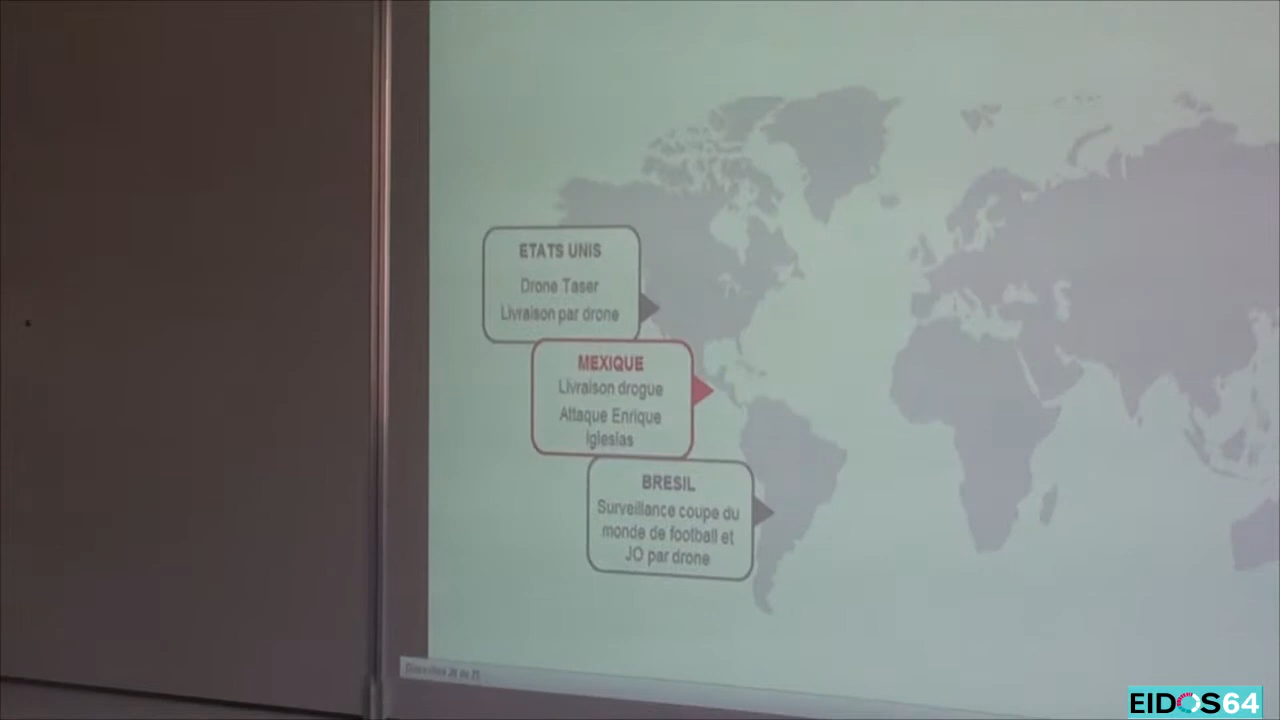 ETATS UNIS
Drone Taser
Livraison par drone
MEXIQUE
Livraison drogue
Attaque Enrique
Iglesias
BRESIL
Surveillance coupe du
monde de football et
JO par drone
EIDOS64